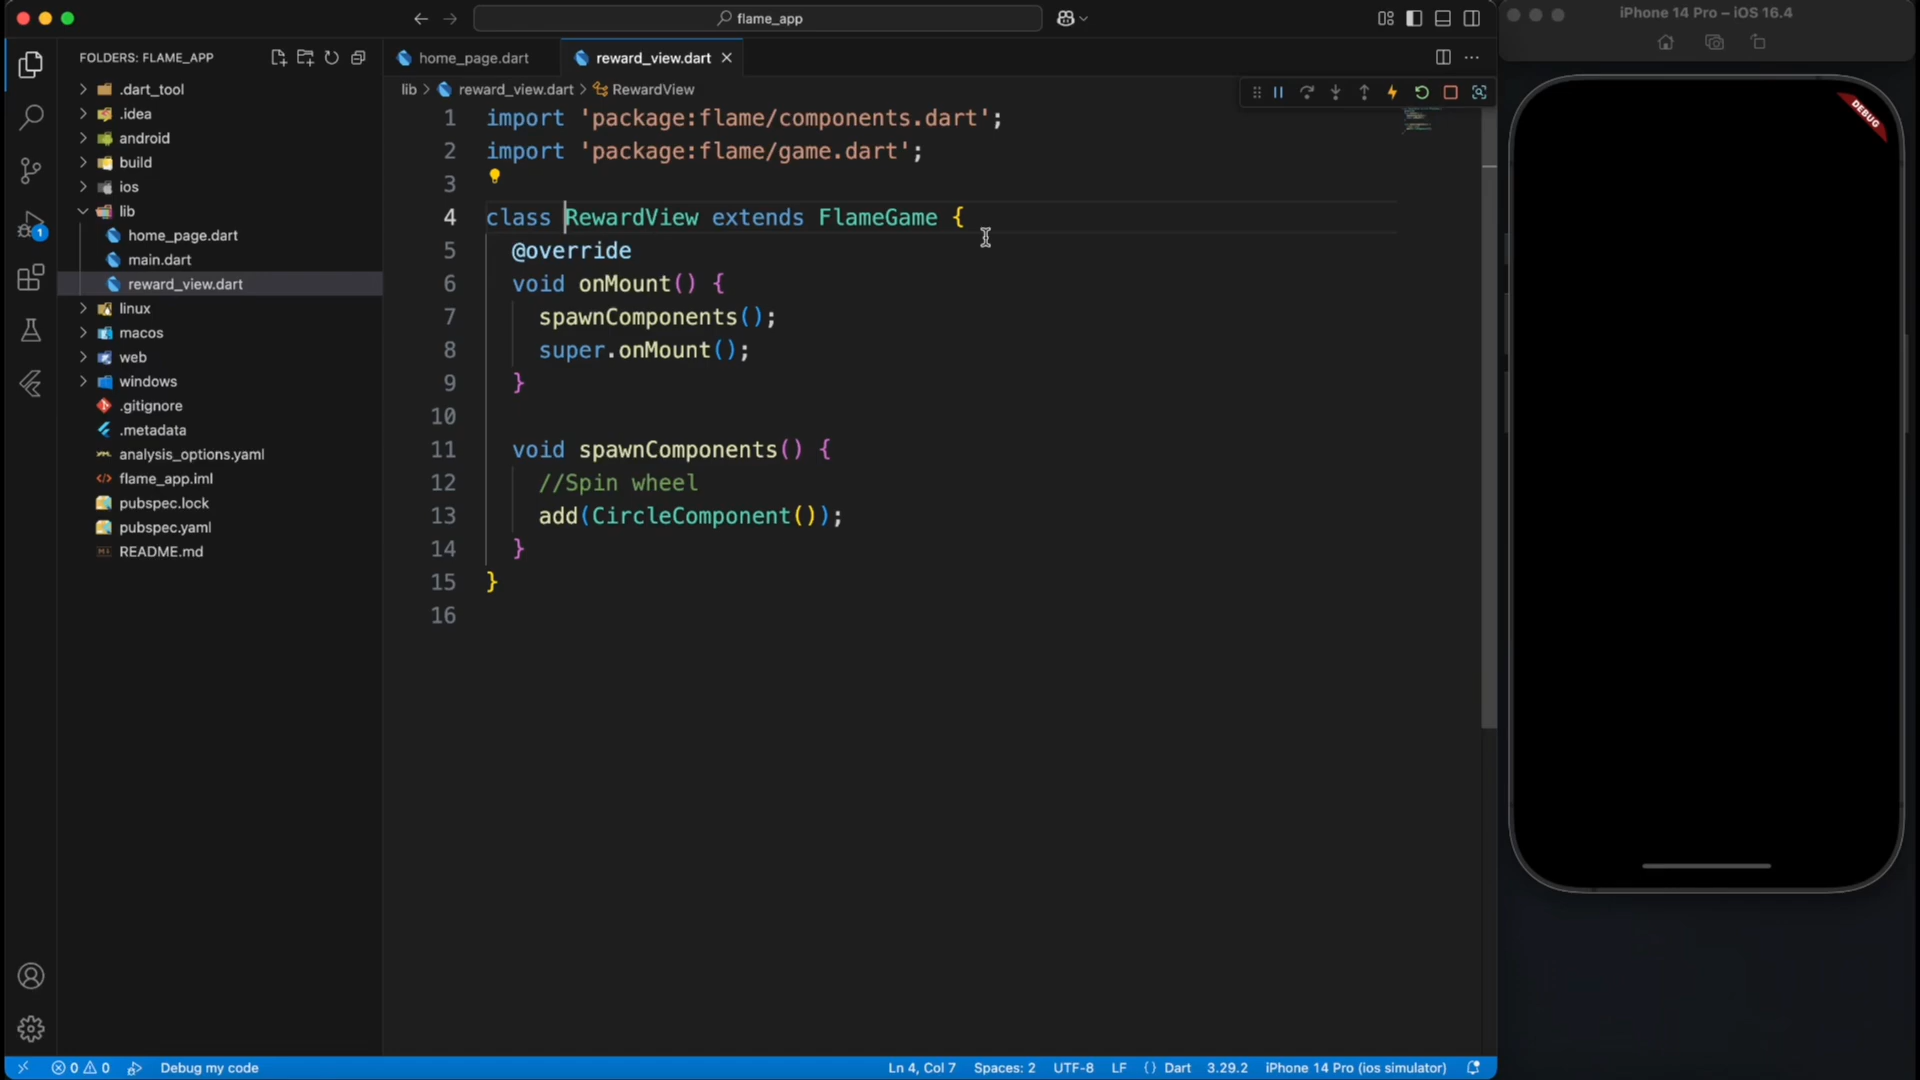 flame_app
iPhone 14 Pro – iOS 16.4
FOLDERS: FLAME_APP
.dart_tool
.idea
android
build
ios
lib
home_page.dart
main.dart
reward_view.dart
linux
macos
web
windows
.gitignore
.metadata
analysis_options.yaml
flame_app.iml
pubspec.lock
pubspec.yaml
README.md
1
home_page.dart
reward_view.dart
lib > reward_view.dart > RewardView
1 import 'package:flame/components.dart';
2 import 'package:flame/game.dart';
3
4 class RewardView extends FlameGame {
5 @override
6 void onMount() {
7 spawnComponents();
8 super.onMount();
9 }
10
11 void spawnComponents() {
12 //Spin wheel
13 add(CircleComponent());
14 }
15 }
16
DEBUG
0 0 Debug my code
Ln 4, Col 7 Spaces: 2 UTF-8 LF {} Dart 3.29.2 iPhone 14 Pro (ios simulator)